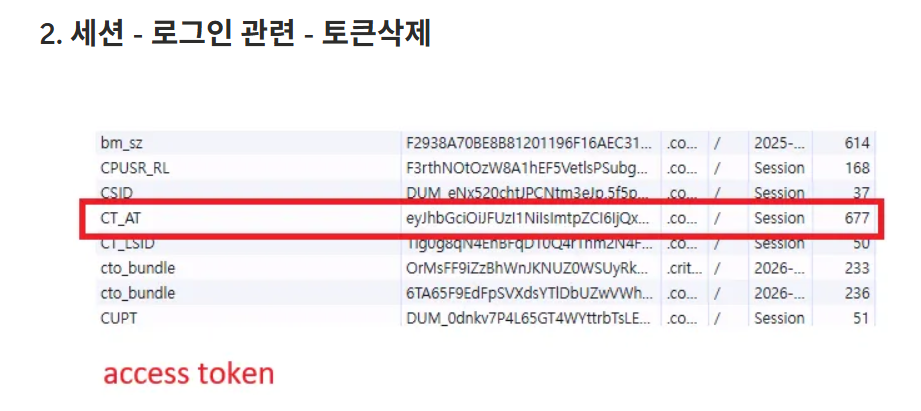 2. 세션 - 로그인 관련 - 토큰삭제
bm_sz F2938A70BE8B81201196F16AEC31... .co... / 2025-... 614
CPUSR_RL F3rthNOtOzW8A1hEF5VetlsPSubg... .co... / Session 168
CSID DUM_eNx520chtJPCNtm3eJp.5f5p... .co... / Session 37
CT_AT eyJhbGciOiJFUzI1NiIsImtpZCI6IjQx... .co... / Session 677
CT_LSID .co... / Session 50
cto_bundle OrMsFF9iZzBhWnJKNUZ0WSUyRk... .crit... / 2026-... 233
cto_bundle 6TA65F9EdFpSVXdsYTlDbUZwVWh... .co... / 2026-... 236
CUPT DUM_0dnkv7P4L65GT4WYttrbTsLE... .co... / Session 51
access token